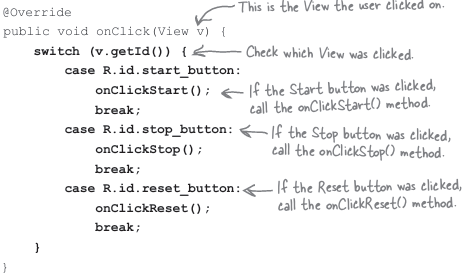 This is the View the user clicked on.
@Override
public void onClick(View v) {
switch (v.getId()) { Check which View was clicked.
case R.id.start_button:
onClickStart(); If the Start button was clicked,
break; call the onClickStart() method.
case R.id.stop_button: If the Stop button was clicked,
onClickStop(); call the onClickStop() method.
break;
case R.id.reset_button: If the Reset button was clicked,
onClickReset(); call the onClickReset() method.
break;
}
}